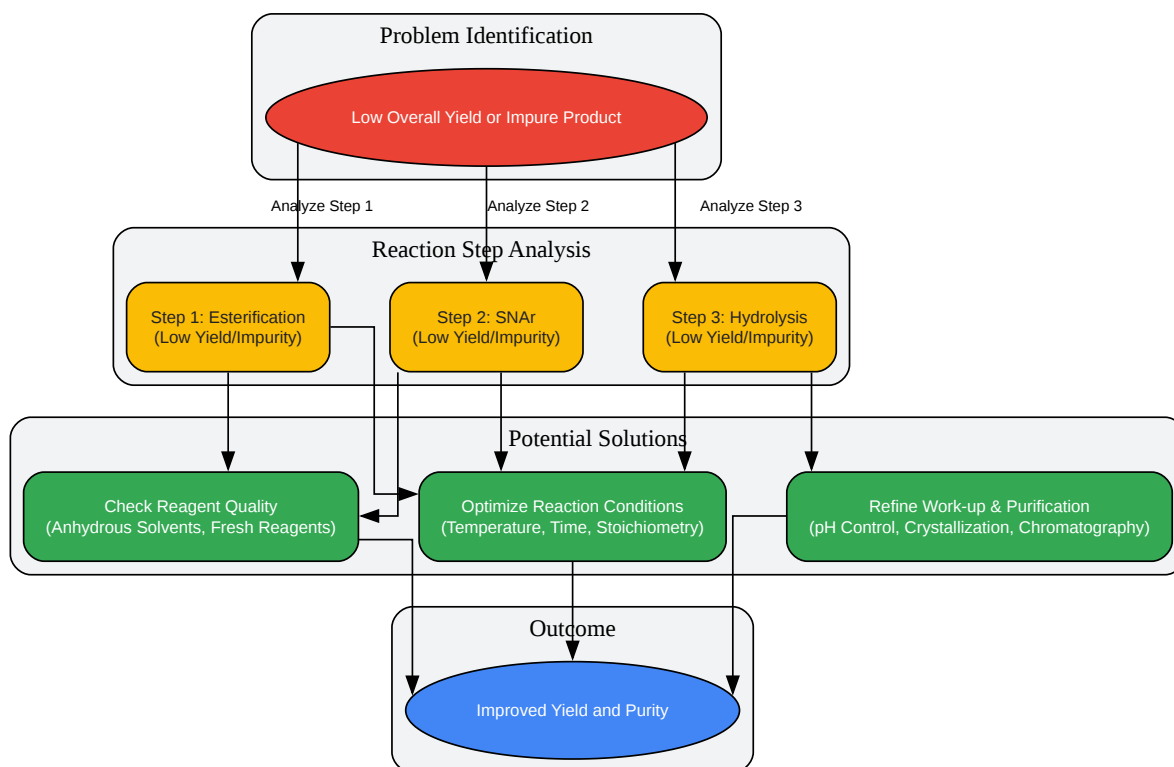 Problem Identification
Low Overall Yield or Impure Product
Analyze Step 1
Analyze Step 2
Analyze Step 3
Reaction Step Analysis
Step 1: Esterification
(Low Yield/Impurity)
Step 2: SNAr
(Low Yield/Impurity)
Step 3: Hydrolysis
(Low Yield/Impurity)
Potential Solutions
Check Reagent Quality
(Anhydrous Solvents, Fresh Reagents)
Optimize Reaction Conditions
(Temperature, Time, Stoichiometry)
Refine Work-up & Purification
(pH Control, Crystallization, Chromatography)
Outcome
Improved Yield and Purity